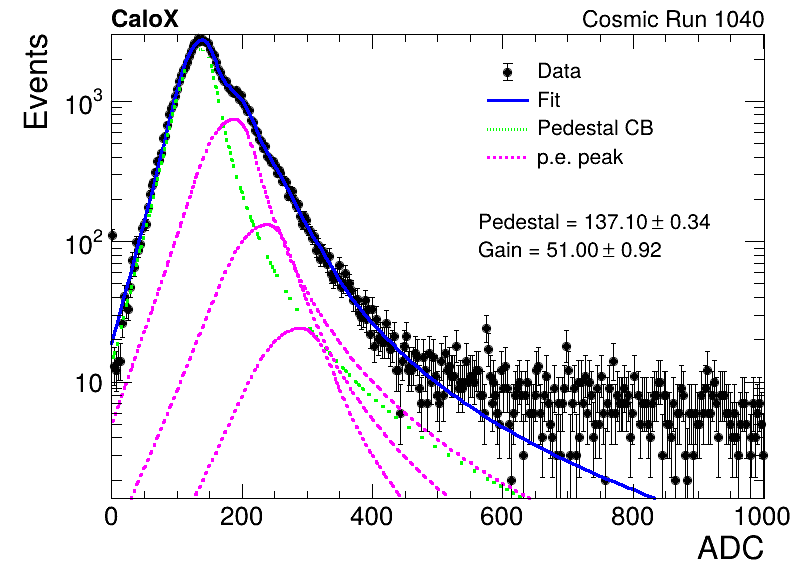 CaloX
Cosmic Run 1040
Events
10³
10²
10
Data
Fit
Pedestal CB
p.e. peak
Pedestal = 137.10 ± 0.34
Gain = 51.00 ± 0.92
0 200 400 600 800 1000
ADC